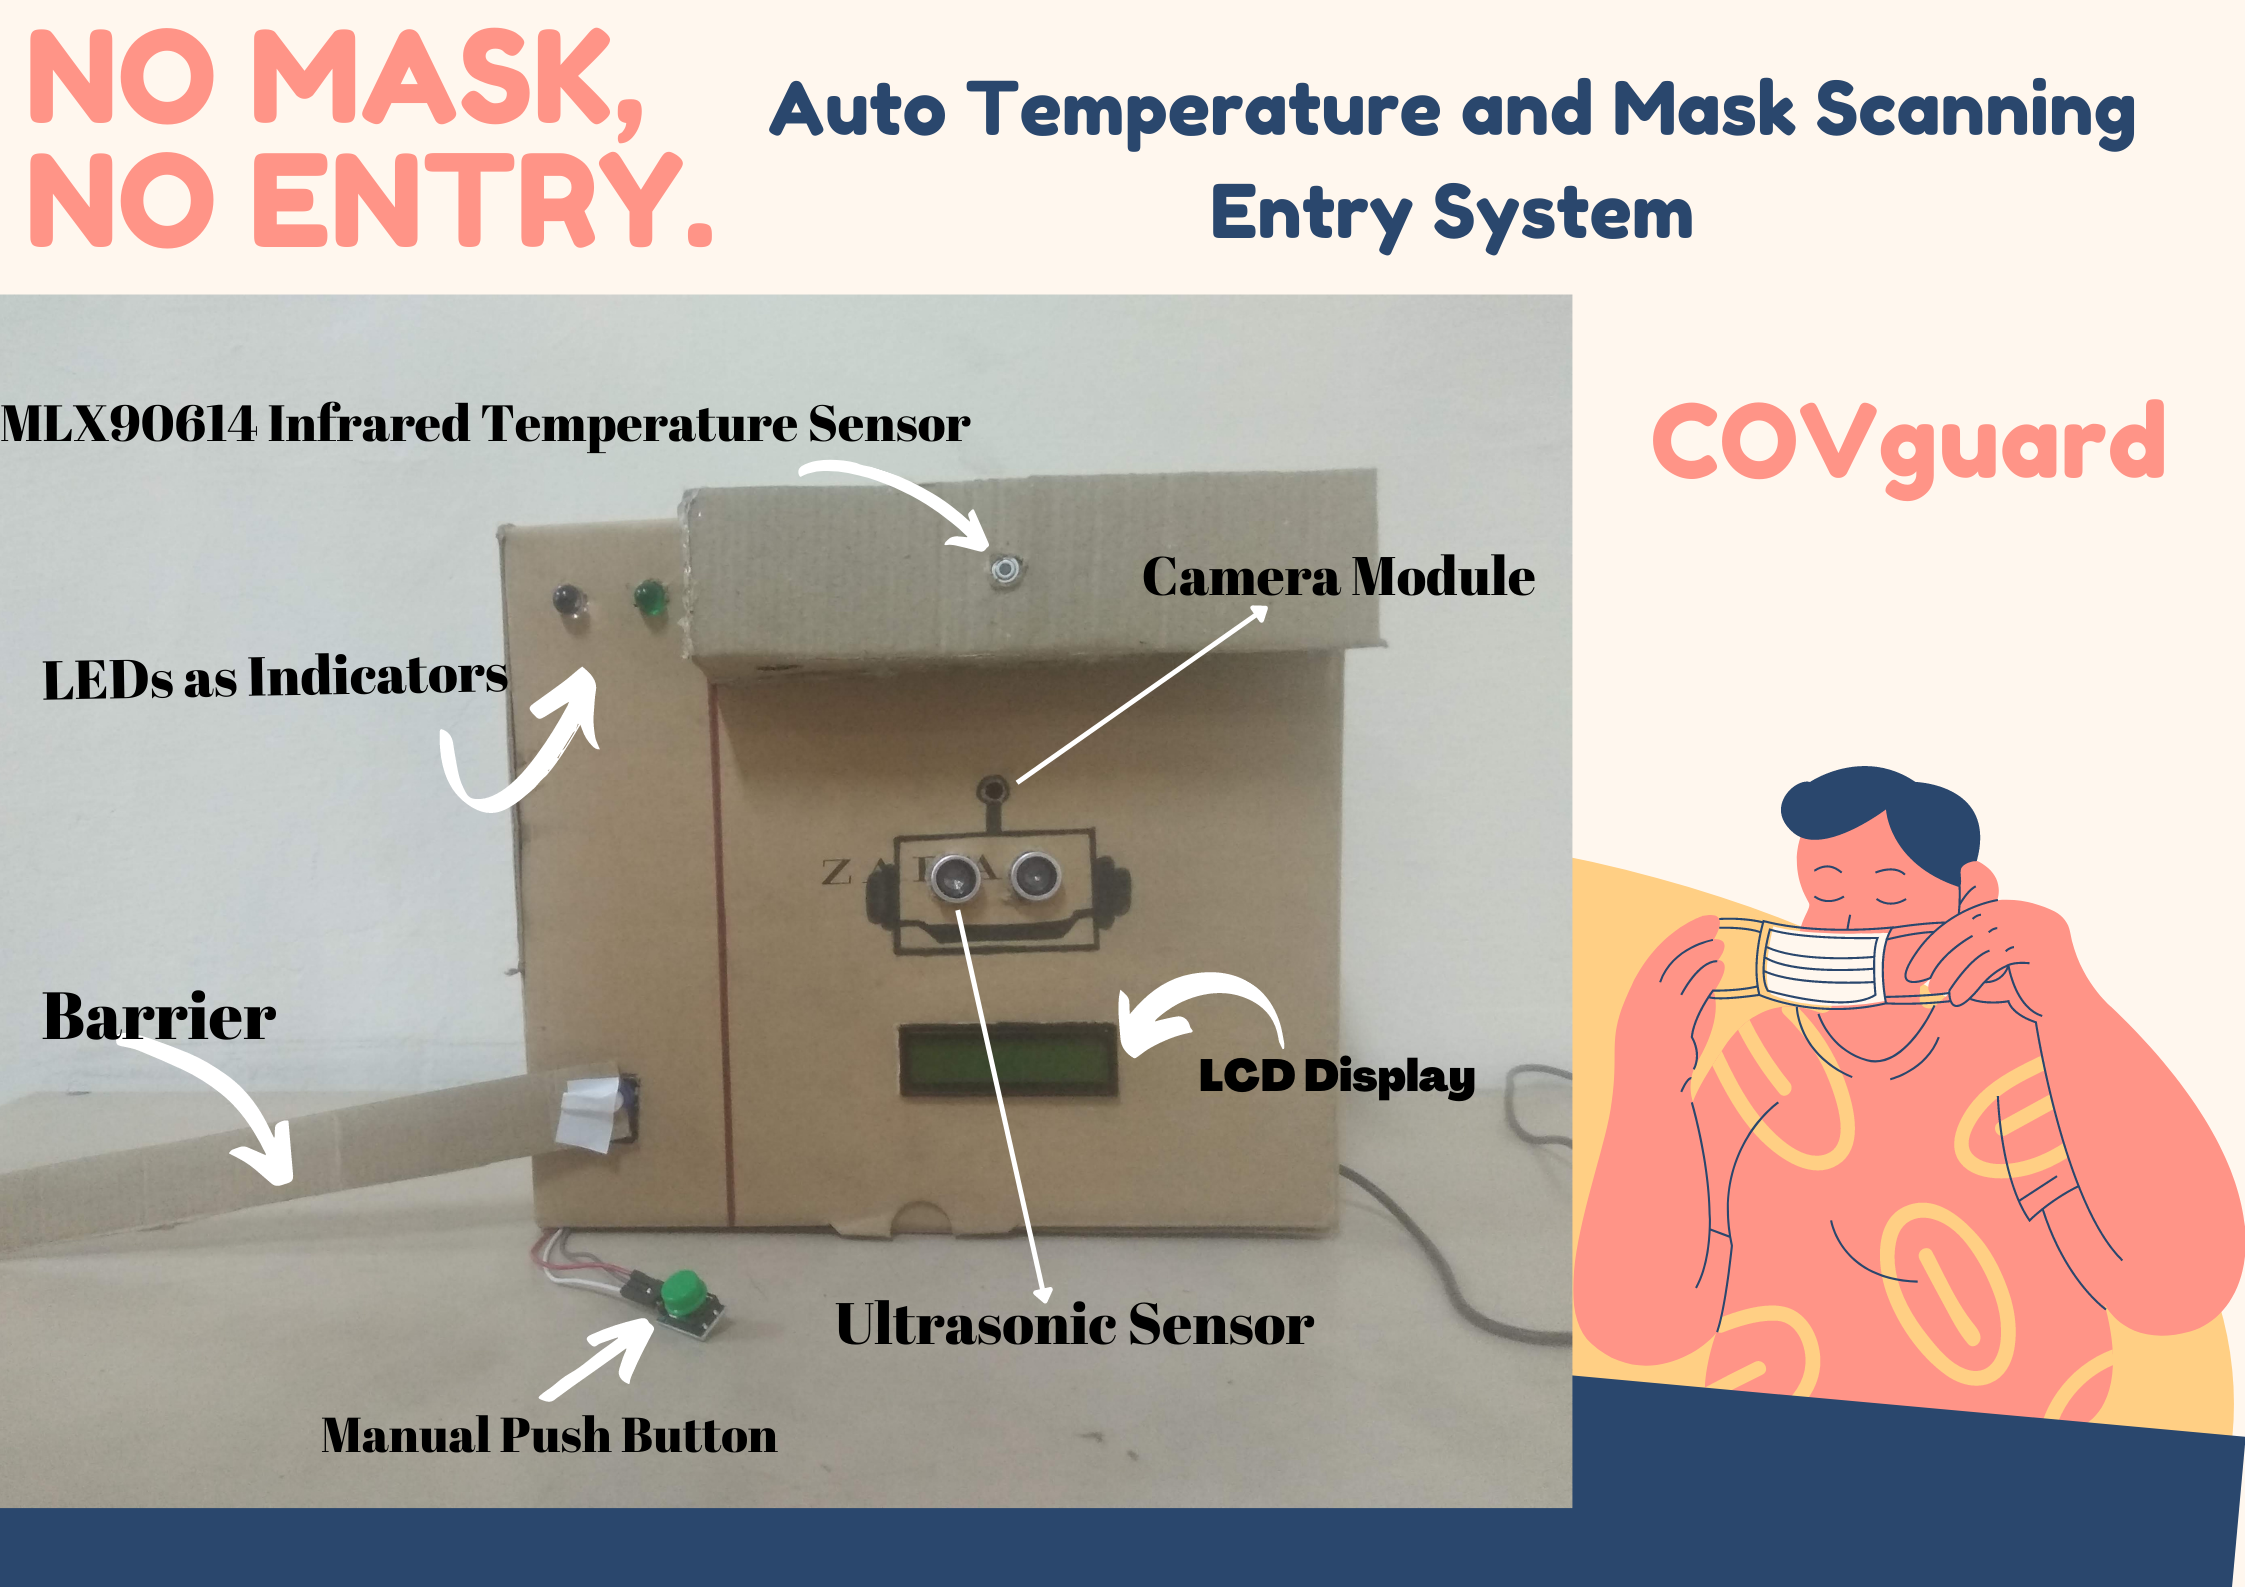 NO MASK,
NO ENTRY.
Auto Temperature and Mask Scanning
Entry System
MLX90614 Infrared Temperature Sensor
COVguard
Camera Module
LEDs as Indicators
Barrier
LCD Display
Ultrasonic Sensor
Manual Push Button